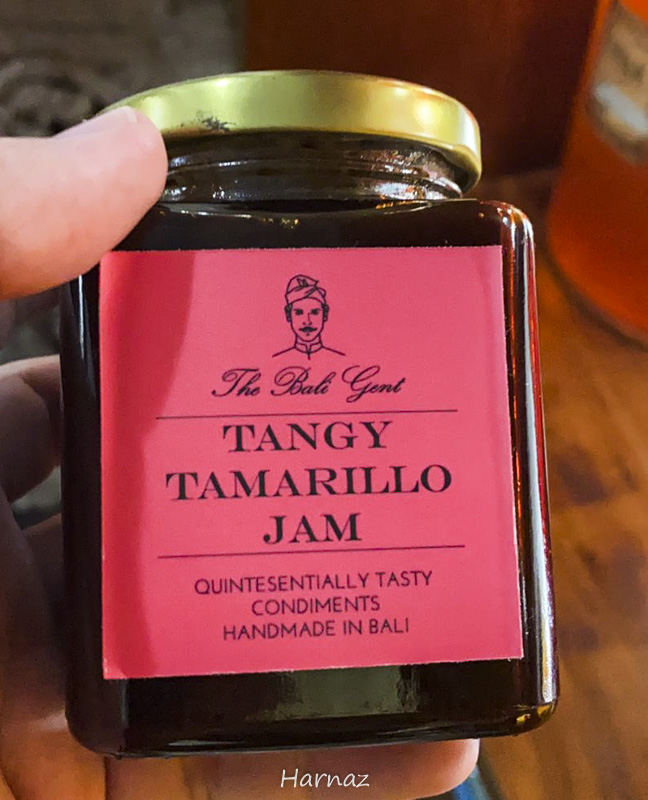 The Bali Gent
TANGY
TAMARILLO
JAM
QUINTESENTIALLY TASTY
CONDIMENTS
HANDMADE IN BALI
Harnaz